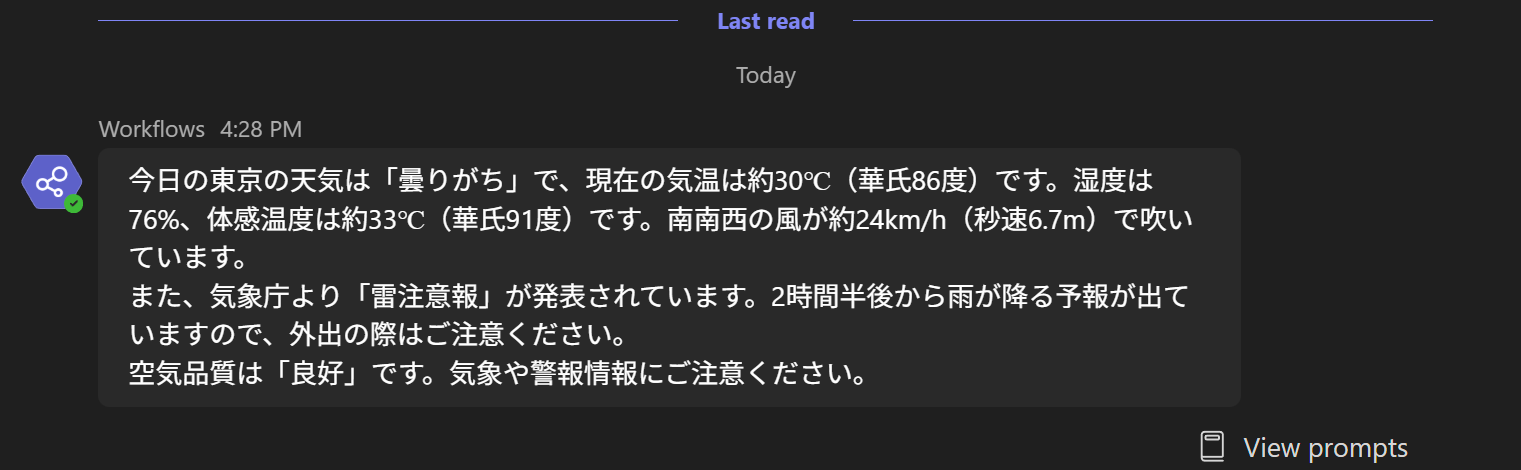 Last read
Today
Workflows 4:28 PM
今日の東京の天気は「曇りがち」で、現在の気温は約30℃（華氏86度）です。湿度は
76%、体感温度は約33℃（華氏91度）です。南南西の風が約24km/h（秒速6.7m）で吹い
ています。
また、気象庁より「雷注意報」が発表されています。2時間半後から雨が降る予報が出て
いますので、外出の際はご注意ください。
空気品質は「良好」です。気象や警報情報にご注意ください。
View prompts